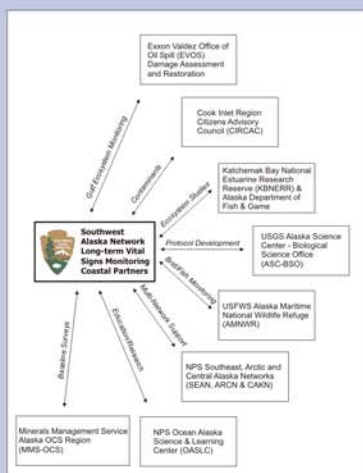 Exxon Valdez Office of
Oil Spill (EVOS)
Damage Assessment
and Restoration
Gulf Ecosystem Monitoring
Cook Inlet Region
Citizens Advisory
Council (CIRCAC)
Contaminants
Katchemak Bay National
Estuarine Research
Reserve (KBNERR) &
Alaska Department of
Fish & Game
Ecosystem Studies
Southwest
Alaska Network
Long-term Vital
Signs Monitoring
Coastal Partners
Protocol Development
USGS Alaska Science
Center - Biological
Science Office
(ASC-BSO)
Bird/Fish Monitoring
USFWS Alaska Maritime
National Wildlife Refuge
(AMNWR)
Multi-Network Support
NPS Southeast, Arctic and
Central Alaska Networks
(SEAN, ARCN & CAKN)
Education/Research
Baseline Surveys
Minerals Management Service
Alaska OCS Region
(MMS-OCS)
NPS Ocean Alaska
Science & Learning
Center (OASLC)